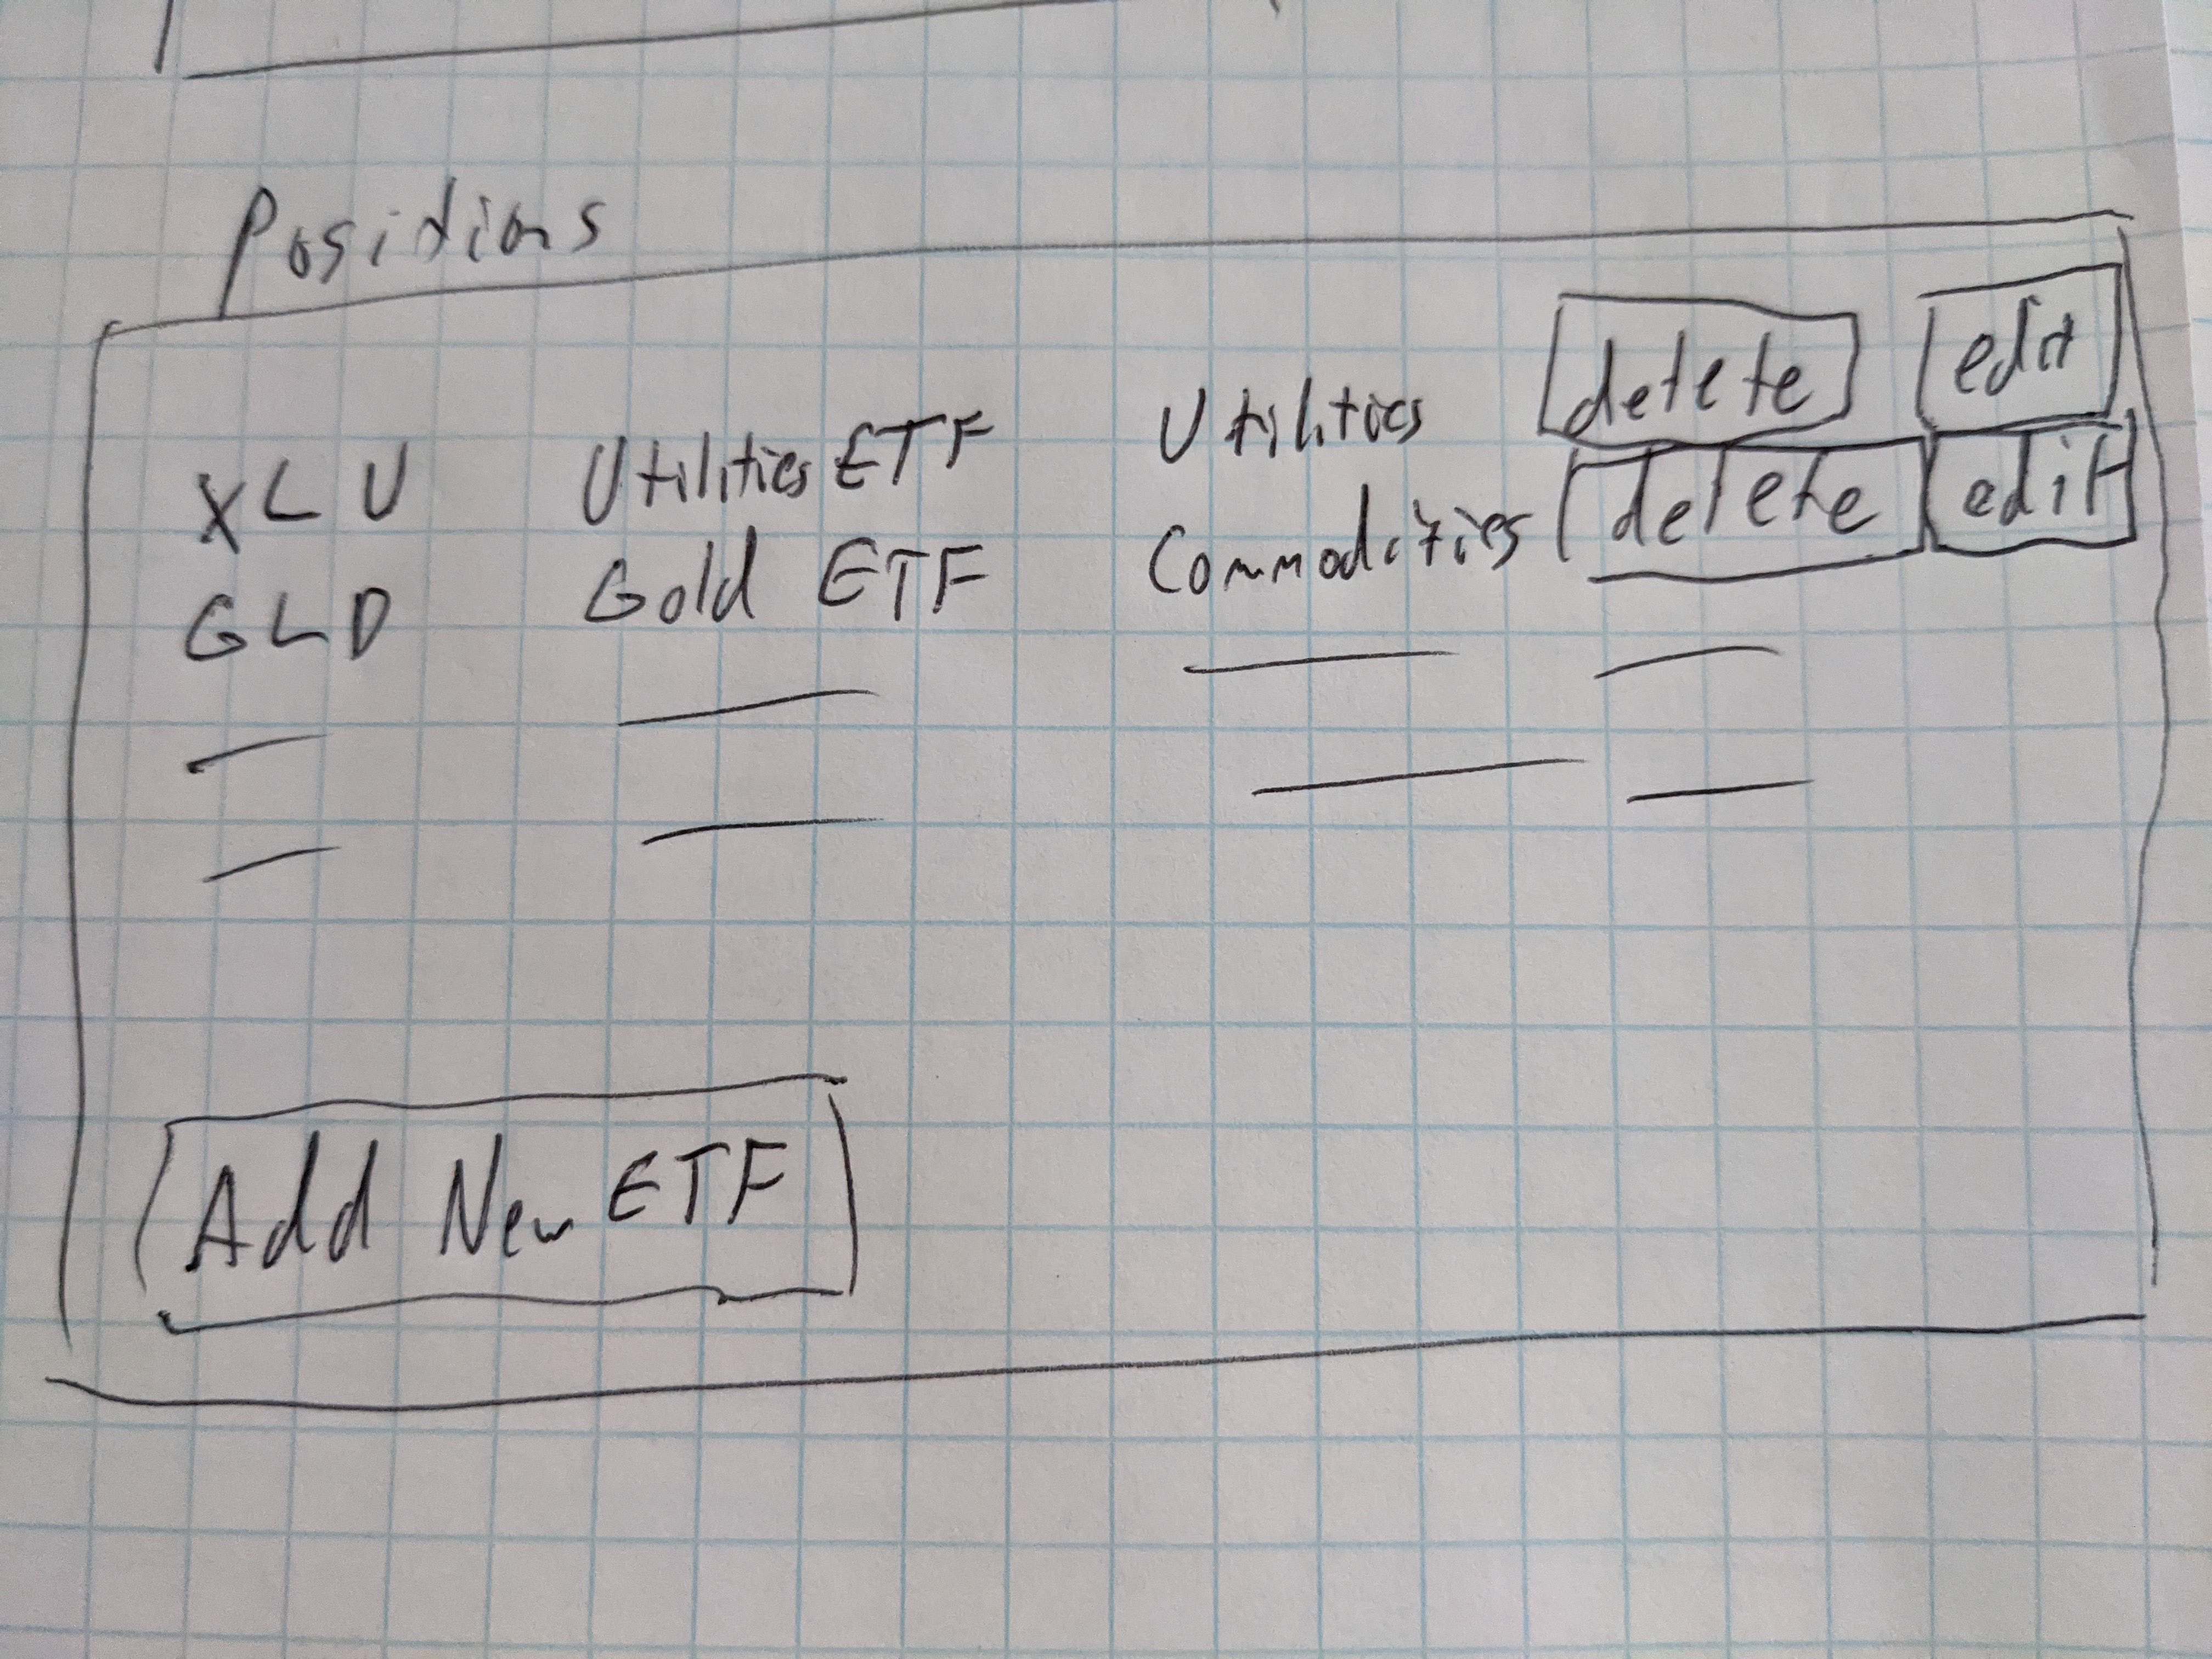 Positions
XLU Utilities ETF Utilities delete edit
GLD Gold ETF Commodities delete edit
Add New ETF